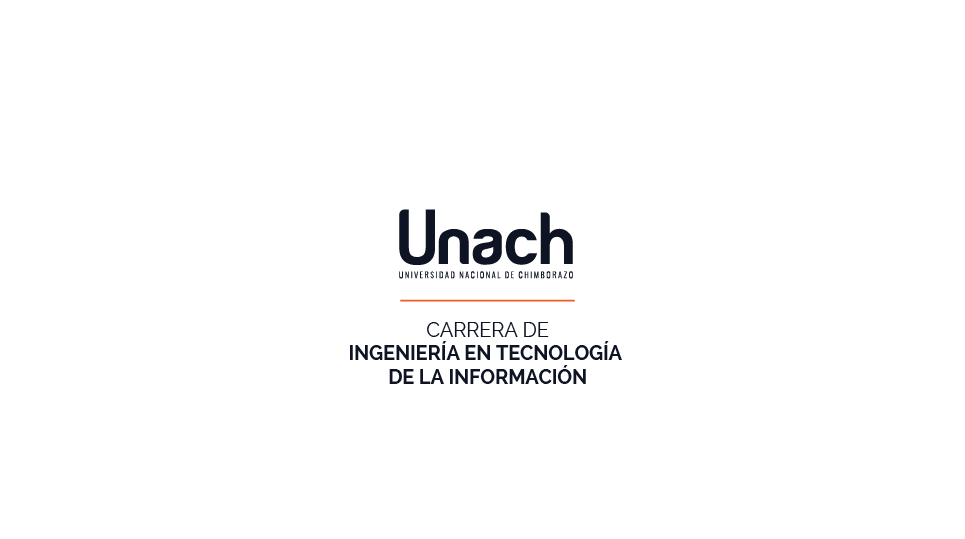 Unach
UNIVERSIDAD NACIONAL DE CHIMBORAZO
CARRERA DE
INGENIERÍA EN TECNOLOGÍA
DE LA INFORMACIÓN